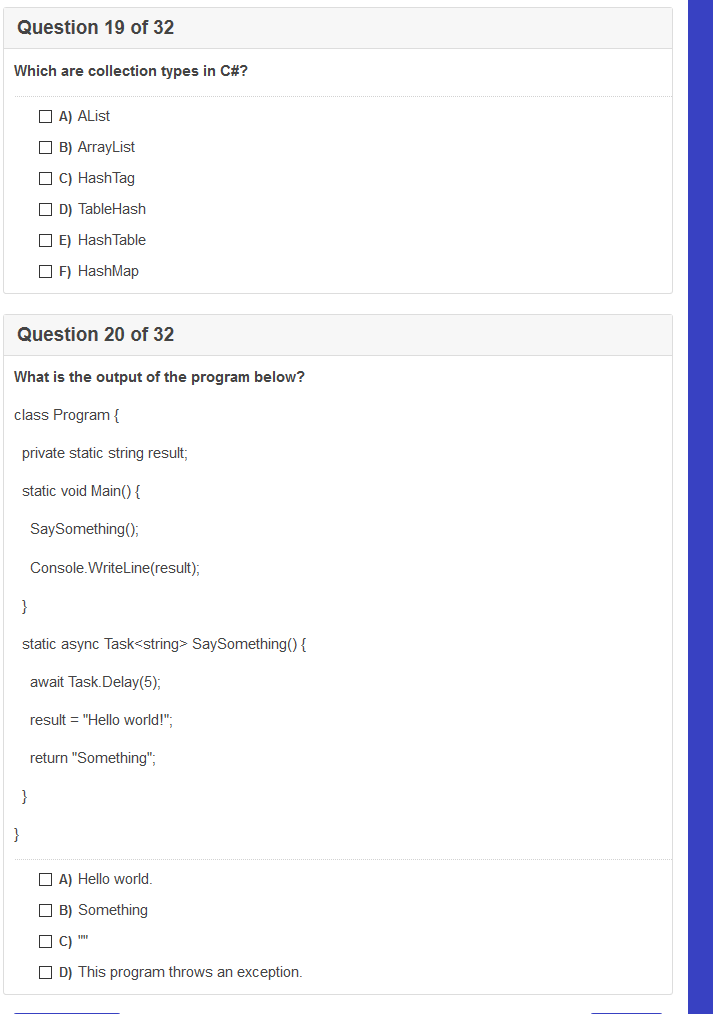 Question 19 of 32
Which are collection types in C#?
A) AList
B) ArrayList
C) HashTag
D) TableHash
E) HashTable
F) HashMap
Question 20 of 32
What is the output of the program below?
class Program {
private static string result;
static void Main() {
SaySomething();
Console.WriteLine(result);
}
static async Task<string> SaySomething() {
await Task.Delay(5);
result = "Hello world!";
return "Something";
}
}
A) Hello world.
B) Something
C) ""
D) This program throws an exception.